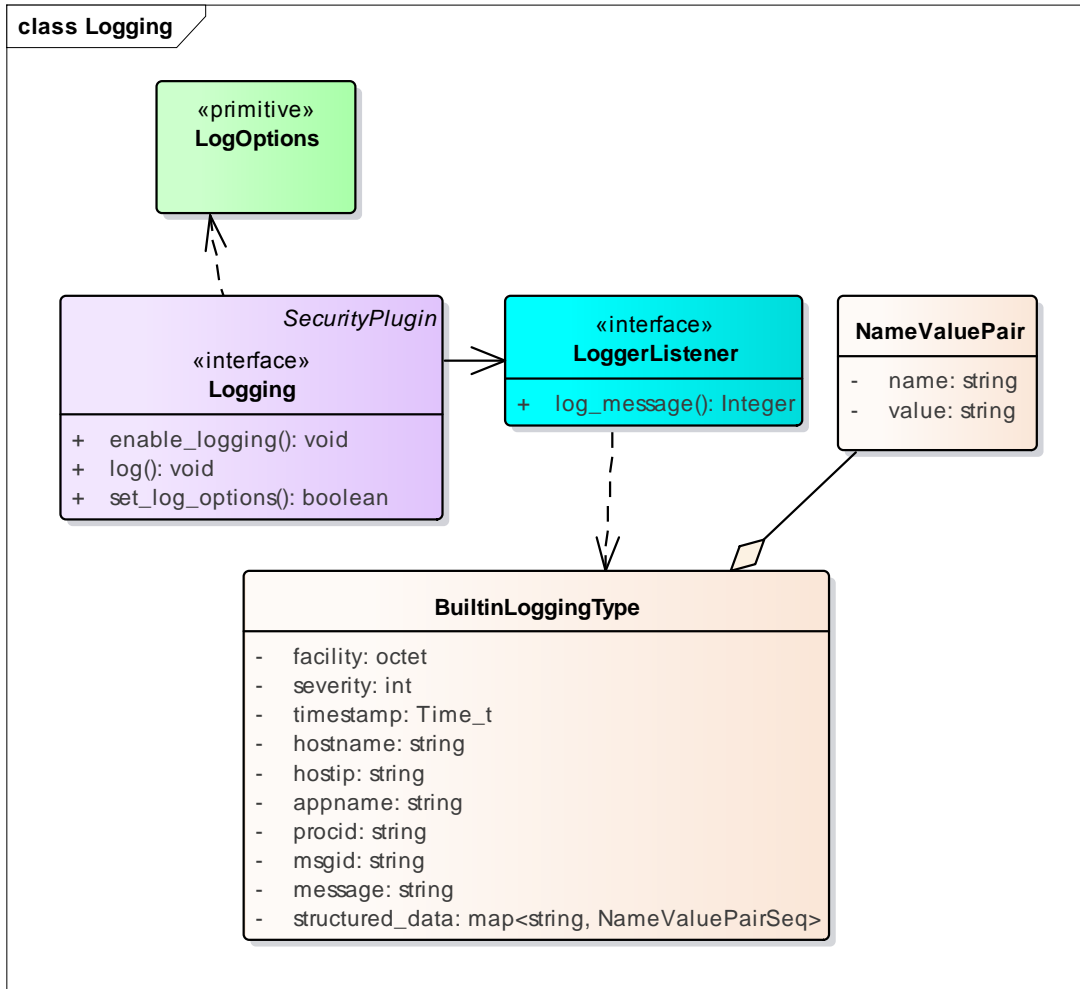 class Logging
«primitive»
LogOptions
SecurityPlugin
«interface»
Logging
+ enable_logging(): void
+ log(): void
+ set_log_options(): boolean
«interface»
LoggerListener
+ log_message(): Integer
NameValuePair
- name: string
- value: string
BuiltinLoggingType
- facility: octet
- severity: int
- timestamp: Time_t
- hostname: string
- hostip: string
- appname: string
- procid: string
- msgid: string
- message: string
- structured_data: map<string, NameValuePairSeq>